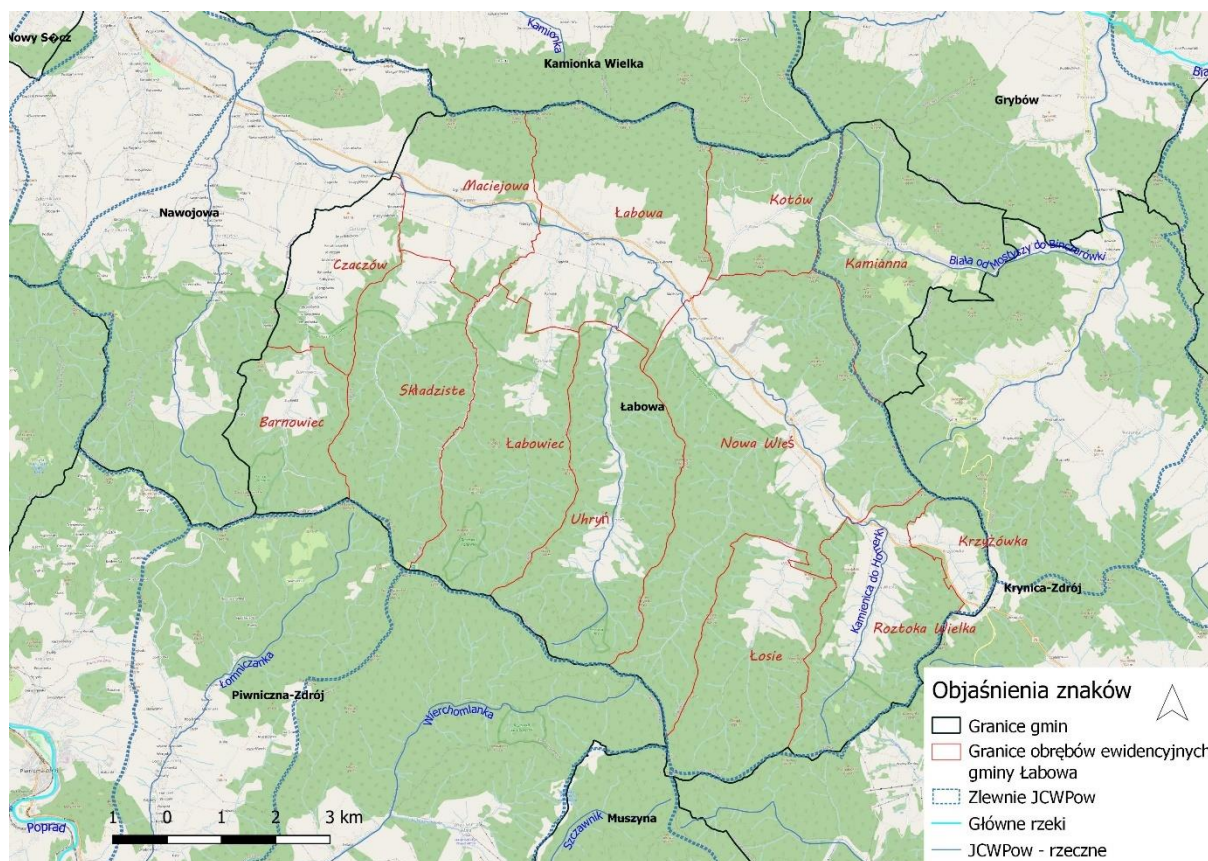 Nowy S�cz
Kamionka
Kamionka Wielka
Biał
Grybów
Maciejowa
Łabowa
Kotów
Nawojowa
Czaczów
Kamianna
Biała od Mostyszy do Binczarówki
Barnowiec
Składziste
Łabowiec
Łabowa
Nowa Wieś
Uhryń
Krzyżówka
Kamienica do Homerki
Krynica-Zdrój
Roztoka Wielka
Łosie
Łomniczanka
Piwniczna-Zdrój
Wierchomlanka
Poprad
Szczawnik
Muszyna
1 0 1 2 3 km
Objaśnienia znaków
Granice gmin
Granice obrębów ewidencyjnych
gminy Łabowa
Zlewnie JCWPow
Główne rzeki
JCWPow - rzeczne